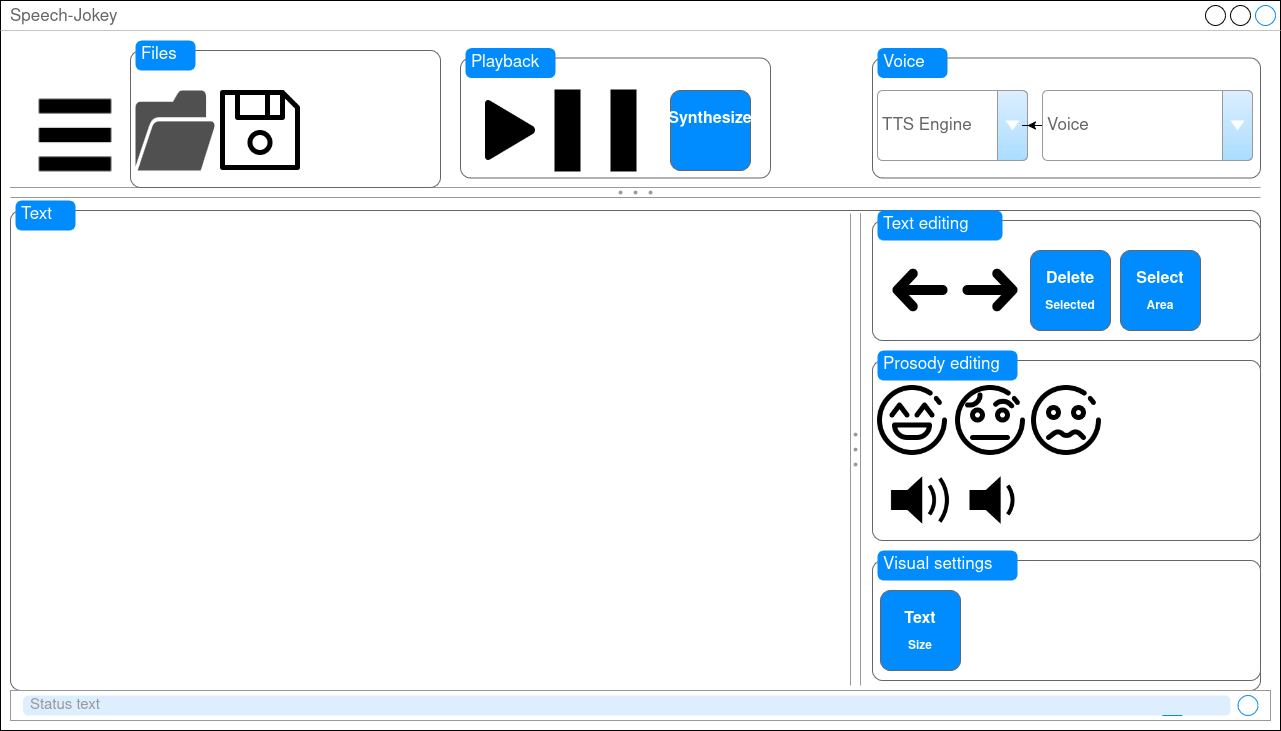 Speech-Jokey
Files
Playback
Voice
Synthesize
TTS Engine
Voice
Text
Text editing
Delete
Selected
Select
Area
Prosody editing
Visual settings
Text
Size
Status text